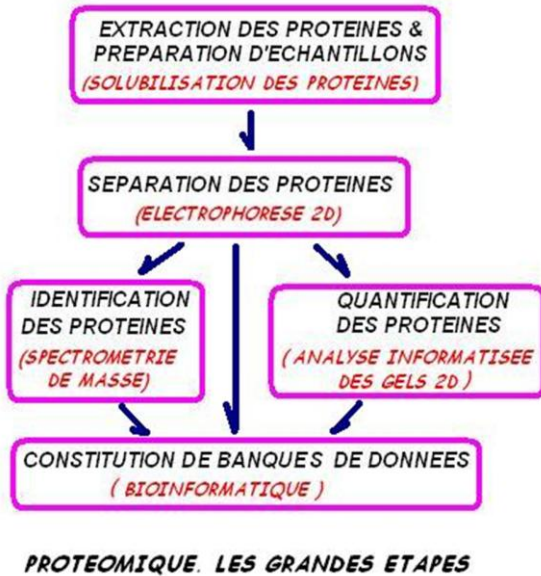 EXTRACTION DES PROTEINES &
PREPARATION D'ECHANTILLONS
(SOLUBILISATION DES PROTEINES)
SEPARATION DES PROTEINES
(ELECTROPHORESE 2D)
IDENTIFICATION
DES PROTEINES
(SPECTROMETRIE
DE MASSE)
QUANTIFICATION
DES PROTEINES
( ANALYSE INFORMATISEE
DES GELS 2D )
CONSTITUTION DE BANQUES DE DONNEES
( BIOINFORMATIQUE )
PROTEOMIQUE. LES GRANDES ETAPES